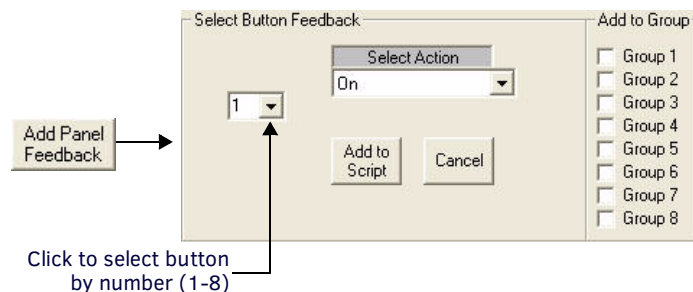 Select Button Feedback
Add to Group
Select Action
On
1
Add Panel
Feedback
Add to
Script
Cancel
Group 1
Group 2
Group 3
Group 4
Group 5
Group 6
Group 7
Group 8
Click to select button
by number (1-8)